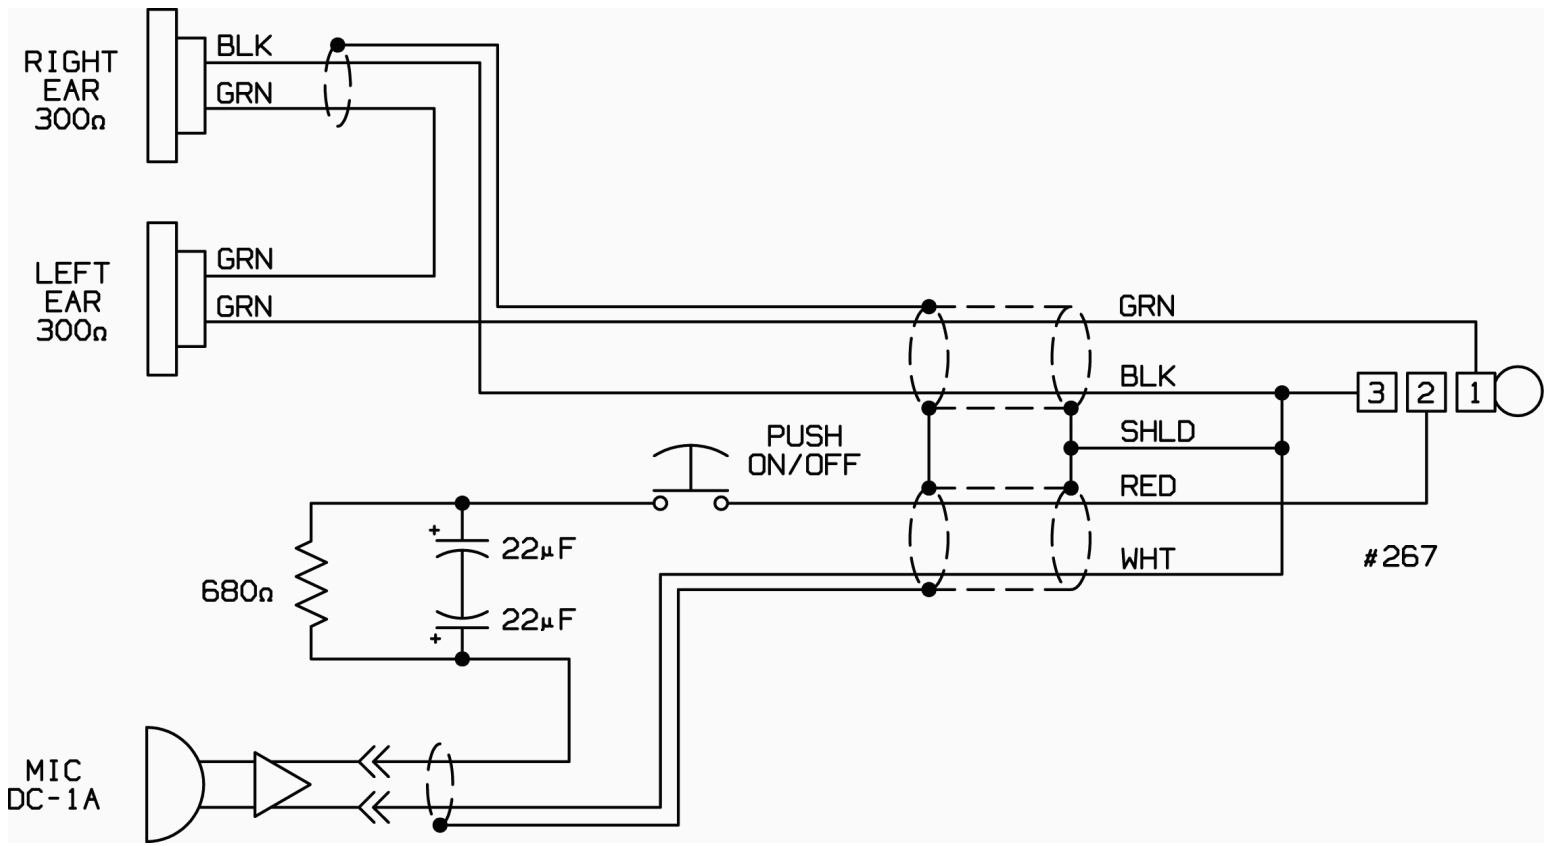 RIGHT
EAR
300Ω
BLK
GRN
LEFT
EAR
300Ω
GRN
GRN
GRN
BLK
3 2 1
PUSH
ON/OFF
SHLD
RED
+
22µF
680Ω
22µF
+
WHT
#267
MIC
DC-1A